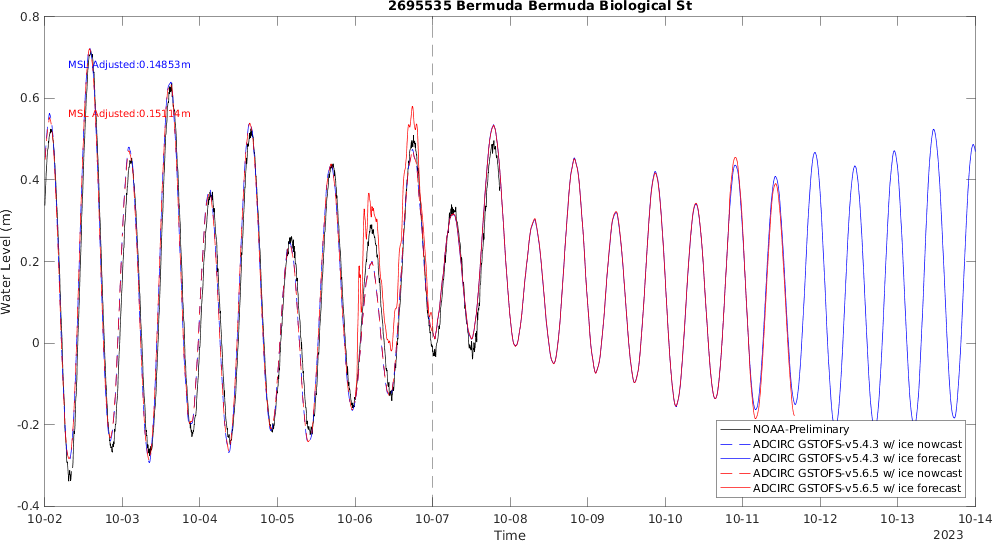 2695535 Bermuda Bermuda Biological St
0.8
0.6
0.4
0.2
0
-0.2
-0.4
Water Level (m)
MSL Adjusted:0.14853m
MSL Adjusted:0.15114m
NOAA-Preliminary
ADCIRC GSTOFS-v5.4.3 w/ ice nowcast
ADCIRC GSTOFS-v5.4.3 w/ ice forecast
ADCIRC GSTOFS-v5.6.5 w/ ice nowcast
ADCIRC GSTOFS-v5.6.5 w/ ice forecast
10-02 10-03 10-04 10-05 10-06 10-07 10-08 10-09 10-10 10-11 10-12 10-13 10-14
Time
2023